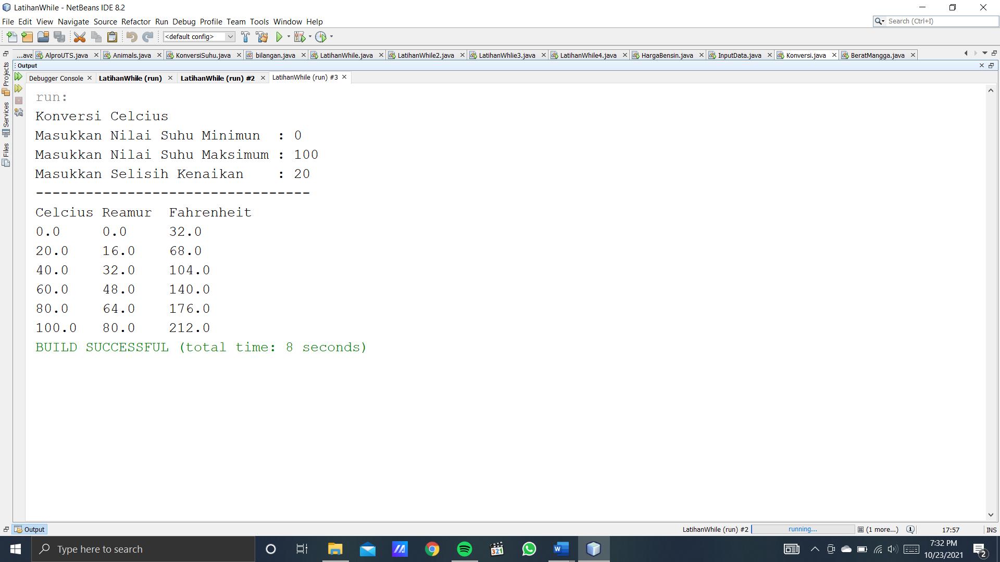 LatihanWhile - NetBeans IDE 8.2
File Edit View Navigate Source Refactor Run Debug Profile Team Tools Window Help
Search (Ctrl+I)
<default config>
...ava AlproUTS.java Animals.java KonversiSuhu.java bilangan.java LatihanWhile.java LatihanWhile2.java LatihanWhlie3.java LatihanWhile4.java HargaBensin.java InputData.java Konversi.java BeratMangga.java
Output
Projects
Services
Files
Debugger Console LatihanWhile (run) LatihanWhile (run) #2 LatihanWhile (run) #3
run:
Konversi Celcius
Masukkan Nilai Suhu Minimun : 0
Masukkan Nilai Suhu Maksimum : 100
Masukkan Selisih Kenaikan : 20
---------------------------------
Celcius Reamur Fahrenheit
0.0 0.0 32.0
20.0 16.0 68.0
40.0 32.0 104.0
60.0 48.0 140.0
80.0 64.0 176.0
100.0 80.0 212.0
BUILD SUCCESSFUL (total time: 8 seconds)
Output
LatihanWhile (run) #2 running... (1 more...) 1 17:57 INS
Type here to search
321
W
7:32 PM
10/23/2021
2